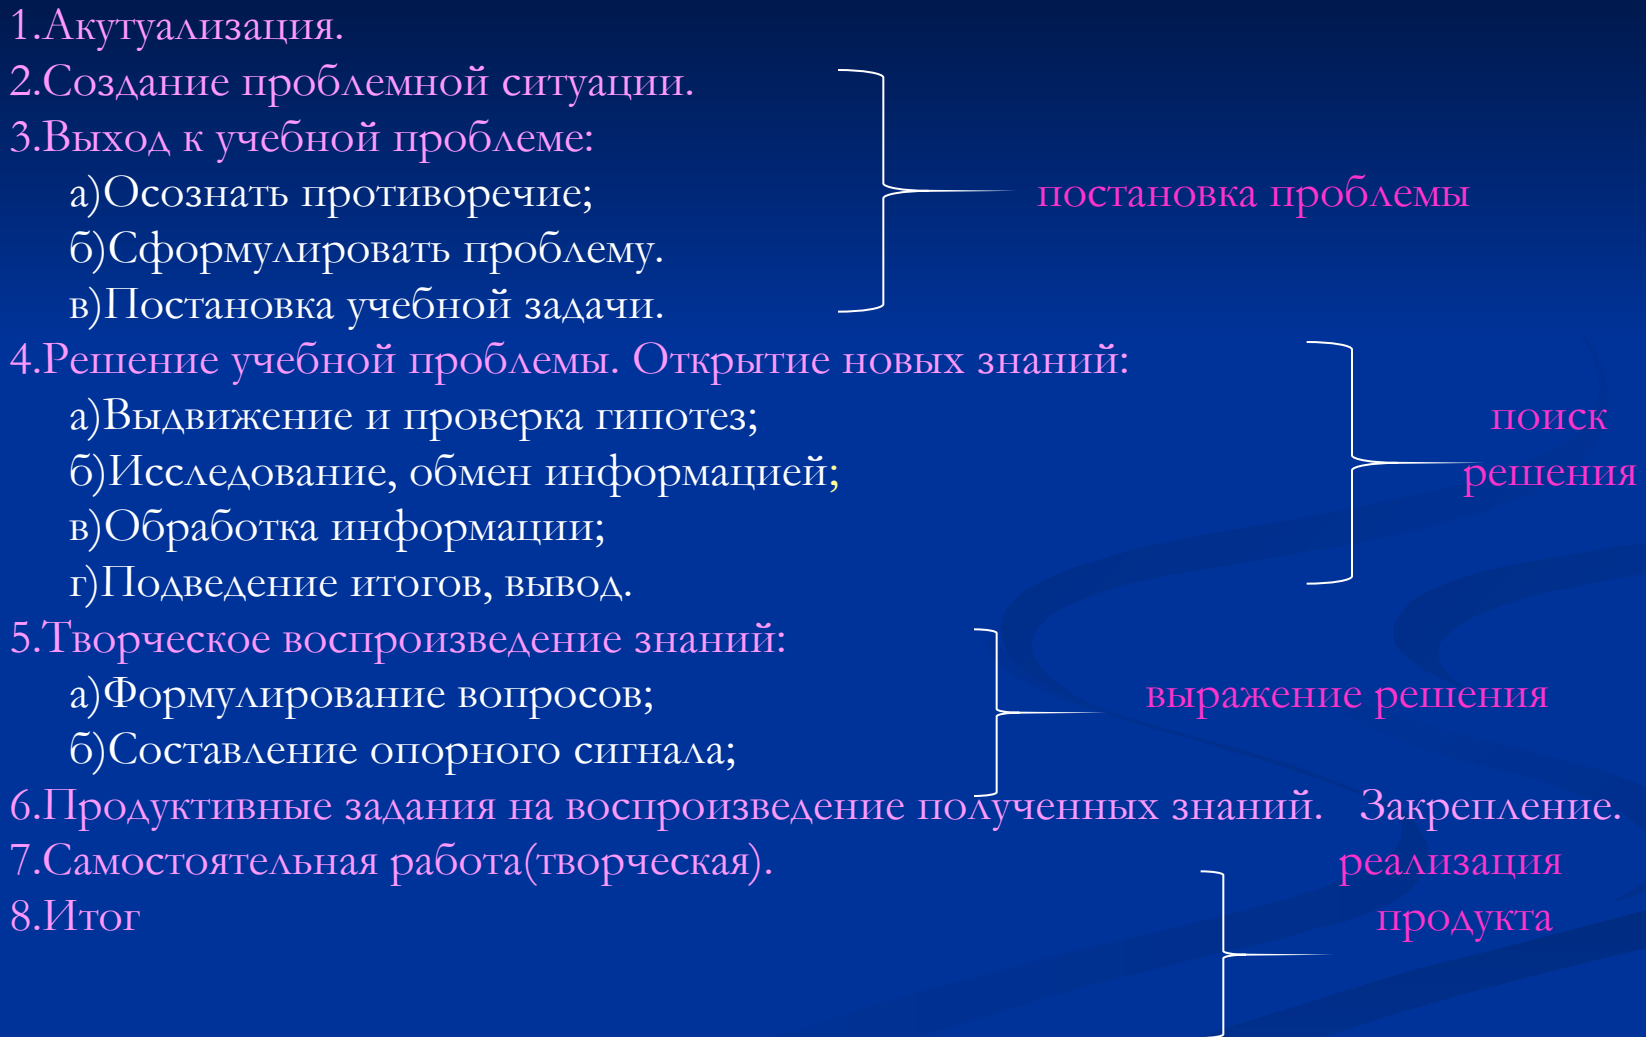 1.Акутуализация.
2.Создание проблемной ситуации.
3.Выход к учебной проблеме:
а)Осознать противоречие; постановка проблемы
б)Сформулировать проблему.
в)Постановка учебной задачи.
4.Решение учебной проблемы. Открытие новых знаний:
а)Выдвижение и проверка гипотез; поиск
б)Исследование, обмен информацией; решения
в)Обработка информации;
г)Подведение итогов, вывод.
5.Творческое воспроизведение знаний:
а)Формулирование вопросов; выражение решения
б)Составление опорного сигнала;
6.Продуктивные задания на воспроизведение полученных знаний. Закрепление.
7.Самостоятельная работа(творческая). реализация
8.Итог продукта